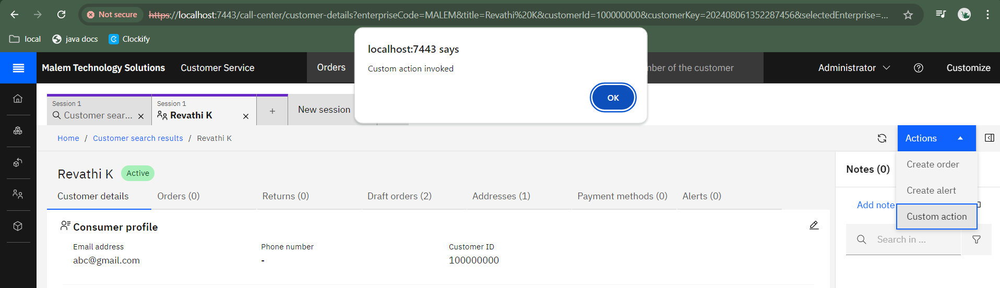 Not secure https://localhost:7443/call-center/customer-details?enterpriseCode=MALEM&title=Revathi%20K&customerId=100000000&customerKey=202408061352287456&selectedEnterprise=...
local java docs Clockify
localhost:7443 says
Custom action invoked
OK
Malem Technology Solutions Customer Service Orders of the customer Administrator Customize
Session 1 Session 1
Customer sear... Revathi K + New session
Home / Customer search results / Revathi K
Actions
Create order
Create alert
Custom action
Revathi K Active
Notes (0)
Customer details Orders (0) Returns (0) Draft orders (2) Addresses (1) Payment methods (0) Alerts (0)
Add note
Search in ...
Consumer profile
Email address Phone number Customer ID
abc@gmail.com - 100000000